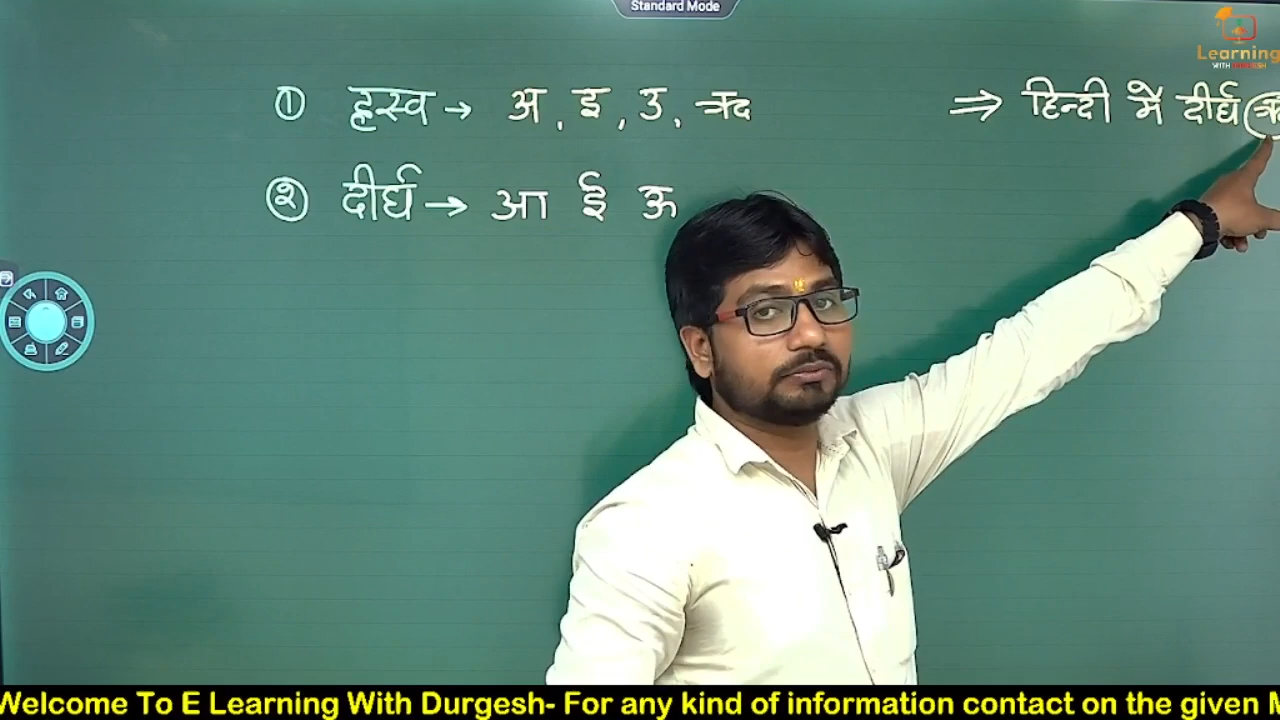 Standard Mode
Learning
① ह्रस्व → अ, इ, उ, ऋ
⇒ हिन्दी में दीर्घ ऋ
② दीर्घ → आ ई ऊ
Welcome To E Learning With Durgesh- For any kind of information contact on the given